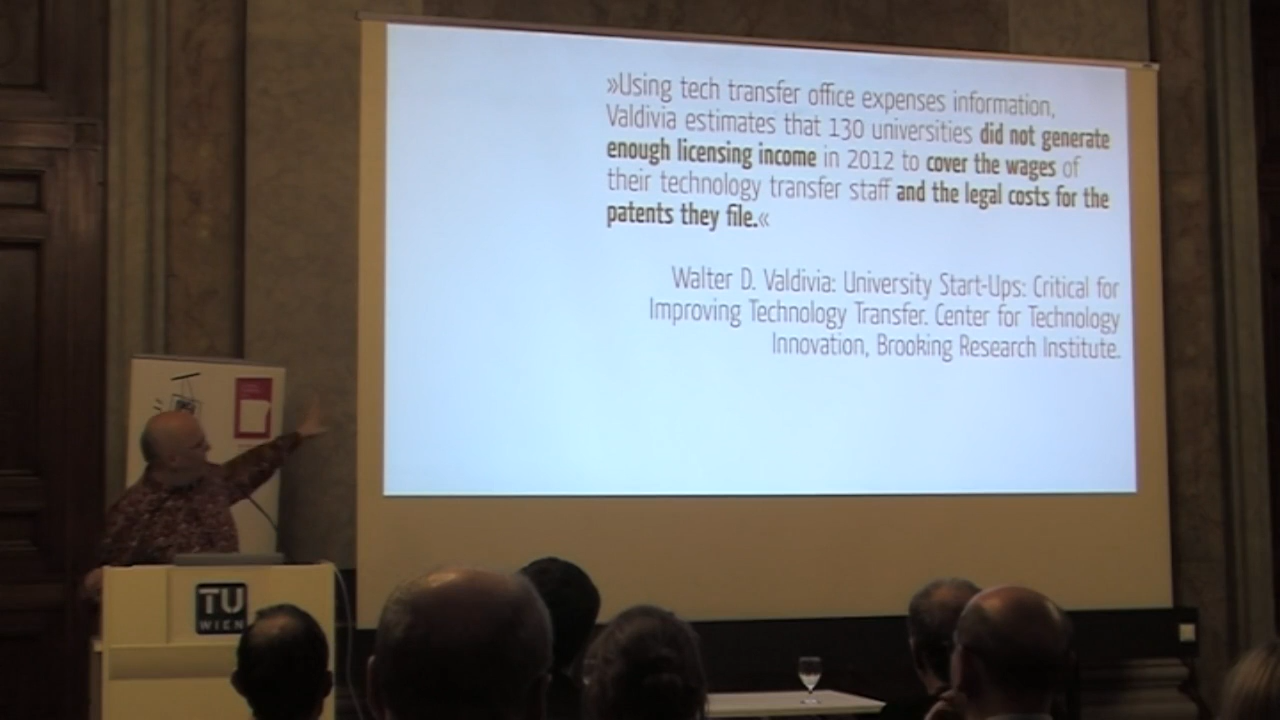 »Using tech transfer office expenses information,
Valdivia estimates that 130 universities did not generate
enough licensing income in 2012 to cover the wages of
their technology transfer staff and the legal costs for the
patents they file.«
Walter D. Valdivia: University Start-Ups: Critical for
Improving Technology Transfer. Center for Technology
Innovation, Brooking Research Institute.
TU
WIEN